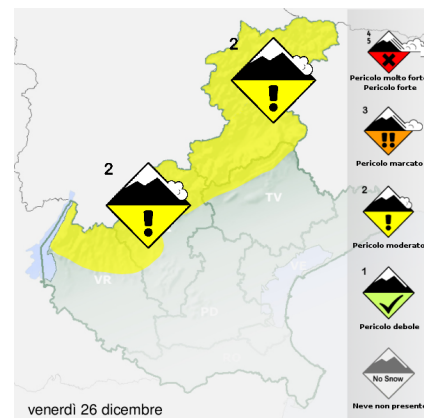 2
2
TV
VR
PD
venerdì 26 dicembre
4
5
Pericolo molto forte
Pericolo forte
3
Pericolo marcato
2
Pericolo moderato
1
Pericolo debole
No Snow
Neve non presente